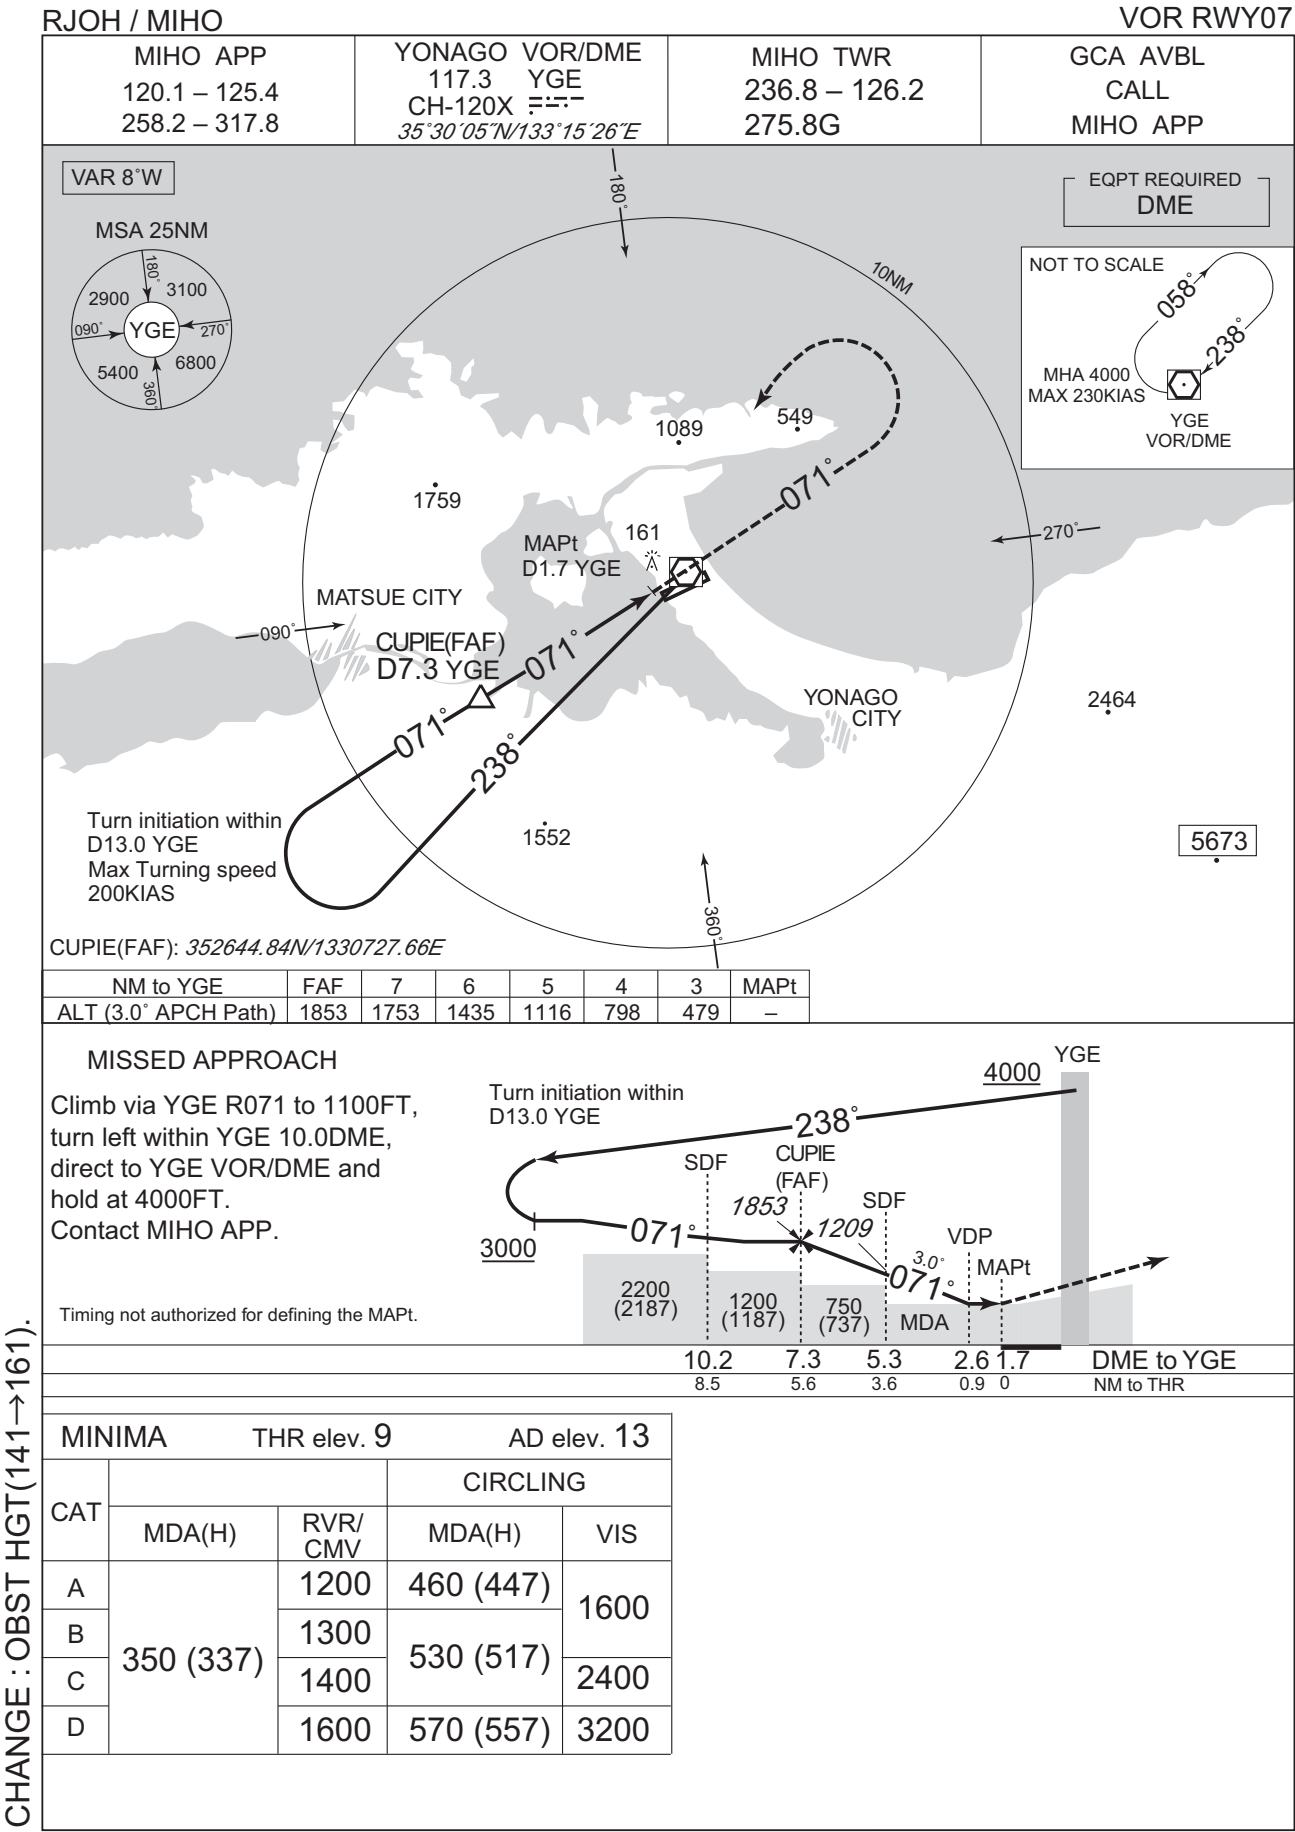 RJOH / MIHO
VOR RWY07
MIHO APP
120.1 – 125.4
258.2 – 317.8
YONAGO VOR/DME
117.3 YGE
CH-120X
35°30´05˝N/133°15´26˝E
MIHO TWR
236.8 – 126.2
275.8G
GCA AVBL
CALL
MIHO APP
VAR 8°W
MSA 25NM
180°
2900
3100
090°
YGE
270°
5400
6800
360°
180°
10NM
EQPT REQUIRED
DME
NOT TO SCALE
058°
238°
MHA 4000
MAX 230KIAS
YGE
VOR/DME
1089
549
1759
071°
161
MAPt
D1.7 YGE
270°
MATSUE CITY
090°
CUPIE(FAF)
D7.3 YGE
071°
071°
238°
YONAGO
CITY
2464
Turn initiation within
D13.0 YGE
Max Turning speed
200KIAS
1552
5673
360°
CUPIE(FAF): 352644.84N/1330727.66E
NM to YGE FAF 7 6 5 4 3 MAPt
ALT (3.0° APCH Path) 1853 1753 1435 1116 798 479 –
MISSED APPROACH
Climb via YGE R071 to 1100FT,
turn left within YGE 10.0DME,
direct to YGE VOR/DME and
hold at 4000FT.
Contact MIHO APP.
Timing not authorized for defining the MAPt.
YGE
4000
Turn initiation within
D13.0 YGE
238°
SDF
CUPIE
(FAF)
SDF
1853
1209
VDP
MAPt
3000
071°
3.0°
071°
2200
(2187)
1200
(1187)
750
(737)
MDA
10.2 7.3 5.3 2.6 1.7 DME to YGE
8.5 5.6 3.6 0.9 0 NM to THR
MINIMA THR elev. 9 AD elev. 13
CAT
CIRCLING
MDA(H)
RVR/
CMV
MDA(H)
VIS
A 1200 460 (447)
1600
B 1300
350 (337)
530 (517)
C 1400 2400
D 1600 570 (557) 3200
CHANGE : OBST HGT(141→161).